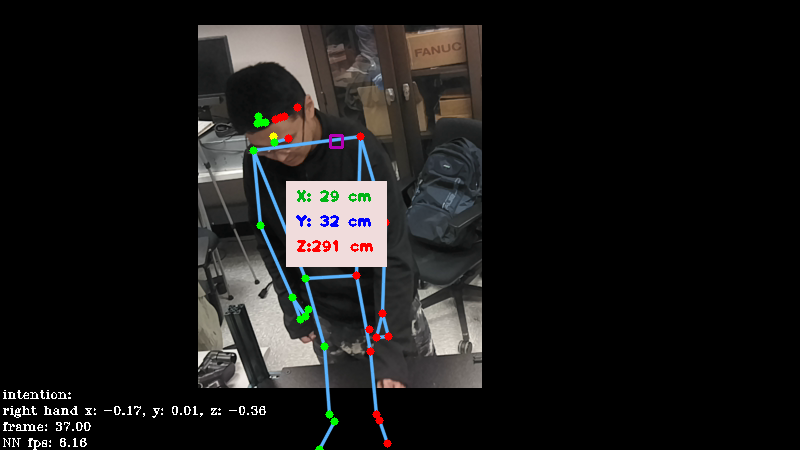 FANUC
X: 29 cm
Y: 32 cm
Z:291 cm
intention:
right hand x: -0.17, y: 0.01, z: -0.36
frame: 37.00
NN fps: 6.16